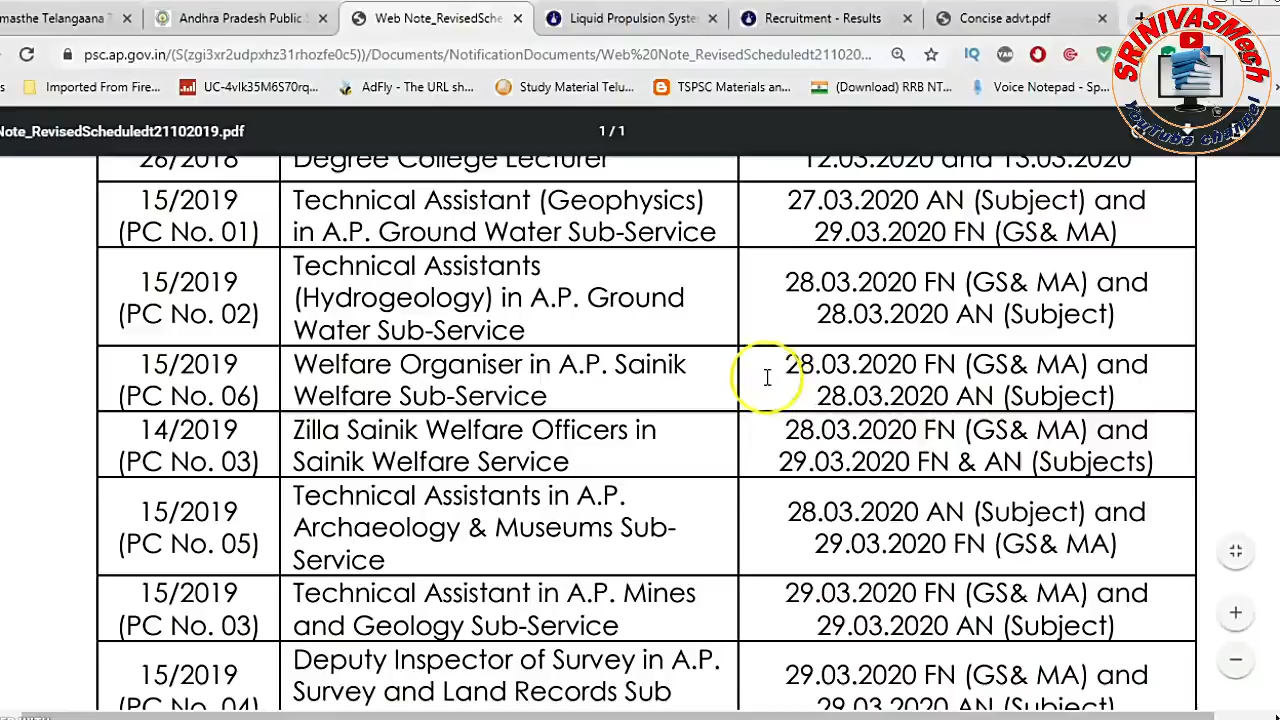 masthe Telangaana
Andhra Pradesh Public
Web Note_RevisedSche
Liquid Propulsion Syste
Recruitment - Results
Concise advt.pdf
psc.ap.gov.in/(S(zgi3xr2udpxhz31rhozfe0c5))/Documents/NotificationDocuments/Web%20Note_RevisedScheduledt211020...
Imported From Fire...
UC-4vlk35M6S70rq...
AdFly - The URL sh...
Study Material Telu...
TSPSC Materials an...
(Download) RRB NT...
Voice Notepad - Sp...
SRINIVASMech
YouTube channel
Note_RevisedScheduledt21102019.pdf
1 / 1
26/2018
Degree College Lecturer
12.03.2020 and 13.03.2020
15/2019
(PC No. 01)
Technical Assistant (Geophysics)
in A.P. Ground Water Sub-Service
27.03.2020 AN (Subject) and
29.03.2020 FN (GS& MA)
15/2019
(PC No. 02)
Technical Assistants
(Hydrogeology) in A.P. Ground
Water Sub-Service
28.03.2020 FN (GS& MA) and
28.03.2020 AN (Subject)
15/2019
(PC No. 06)
Welfare Organiser in A.P. Sainik
Welfare Sub-Service
28.03.2020 FN (GS& MA) and
28.03.2020 AN (Subject)
14/2019
(PC No. 03)
Zilla Sainik Welfare Officers in
Sainik Welfare Service
28.03.2020 FN (GS& MA) and
29.03.2020 FN & AN (Subjects)
15/2019
(PC No. 05)
Technical Assistants in A.P.
Archaeology & Museums Sub-
Service
28.03.2020 AN (Subject) and
29.03.2020 FN (GS& MA)
15/2019
(PC No. 03)
Technical Assistant in A.P. Mines
and Geology Sub-Service
29.03.2020 FN (GS& MA) and
29.03.2020 AN (Subject)
15/2019
(PC No. 04)
Deputy Inspector of Survey in A.P.
Survey and Land Records Sub
29.03.2020 FN (GS& MA) and
29.03.2020 AN (Subject)